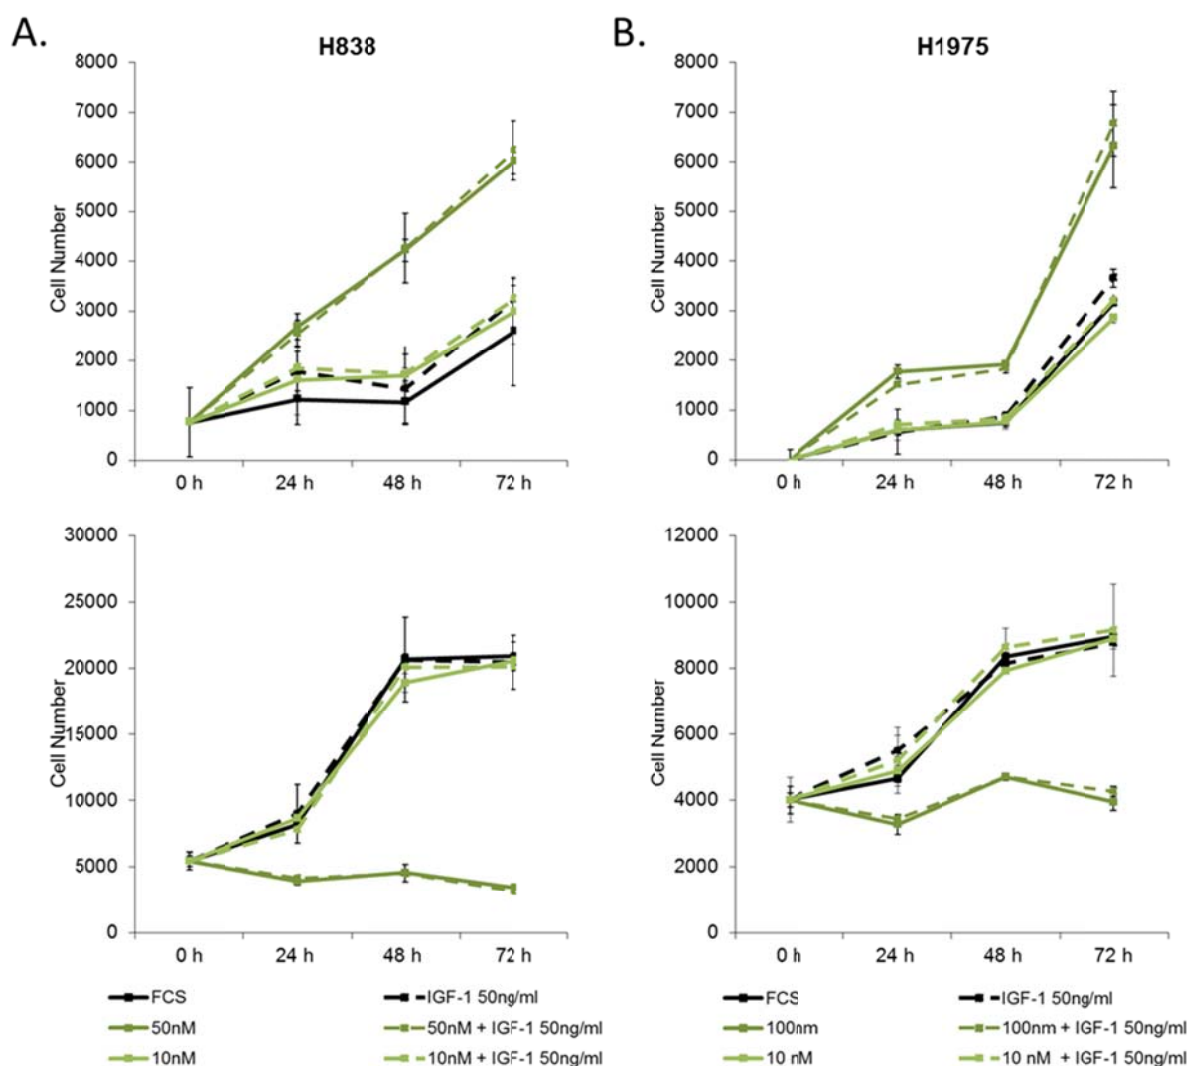 A.
H838
8000
7000
6000
5000
4000
3000
2000
1000
0
Cell Number
0 h
24 h
48 h
72 h
B.
H1975
8000
7000
6000
5000
4000
3000
2000
1000
0
Cell Number
0 h
24 h
48 h
72 h
30000
25000
20000
15000
10000
5000
0
Cell Number
0 h
24 h
48 h
72 h
12000
10000
8000
6000
4000
2000
0
Cell Number
0 h
24 h
48 h
72 h
FCS
IGF-1 50ng/ml
50nM
50nM + IGF-1 50ng/ml
10nM
10nM + IGF-1 50ng/ml
FCS
IGF-1 50ng/ml
100nm
100nm + IGF-1 50ng/ml
10 nM
10 nM + IGF-1 50ng/ml